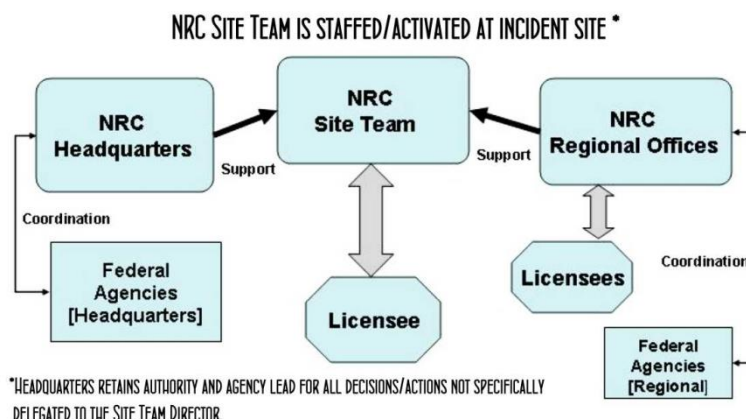 NRC SITE TEAM IS STAFFED/ACTIVATED AT INCIDENT SITE *
NRC
Headquarters
NRC
Site Team
NRC
Regional Offices
Support
Support
Coordination
Federal
Agencies
[Headquarters]
Licensee
Licensees
Coordination
Federal
Agencies
[Regional]
*HEADQUARTERS RETAINS AUTHORITY AND AGENCY LEAD FOR ALL DECISIONS/ACTIONS NOT SPECIFICALLY
DELEGATED TO THE SITE TEAM DIRECTOR